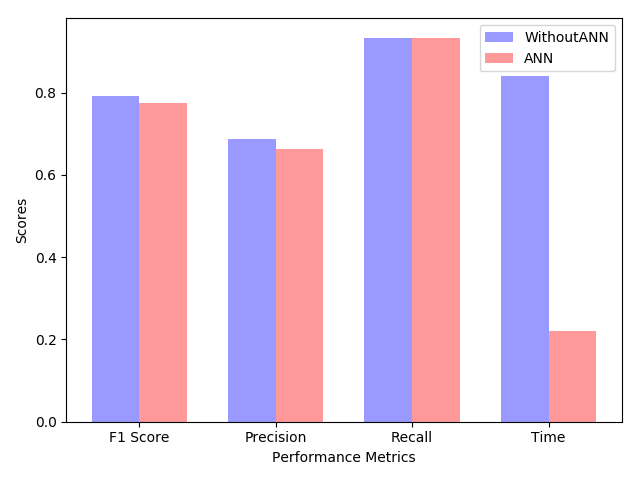 WithoutANN
ANN
Scores
0.8
0.6
0.4
0.2
0.0
F1 Score Precision Recall Time
Performance Metrics